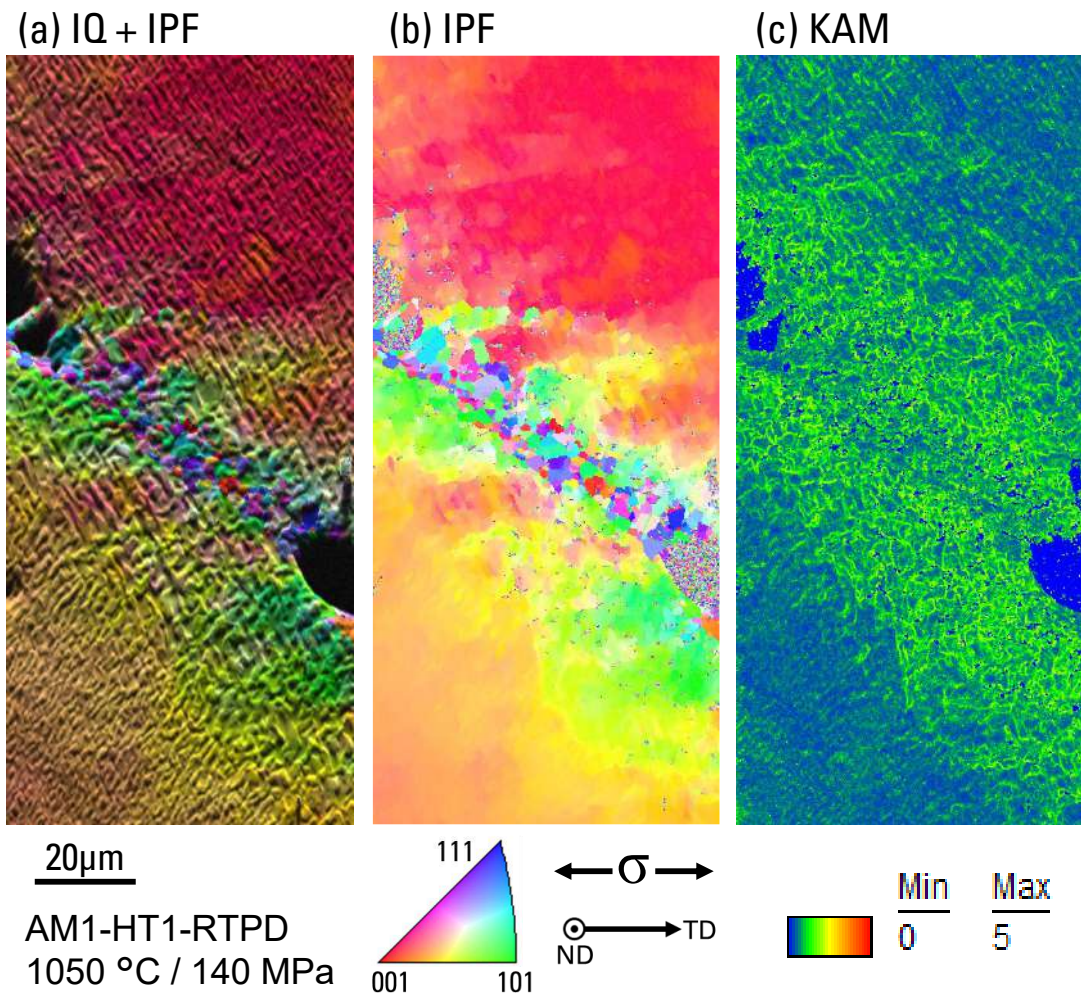 (a) IQ + IPF
(b) IPF
(c) KAM
20µm
AM1-HT1-RTPD
1050 °C / 140 MPa
111
001
101
σ
ND
TD
Min Max
0 5